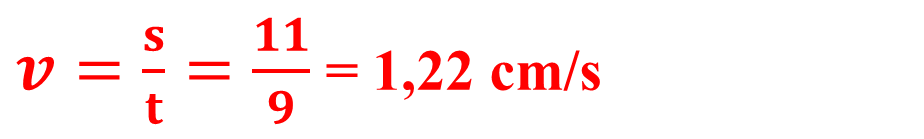 v = s/t = 11/9 = 1,22 cm/s